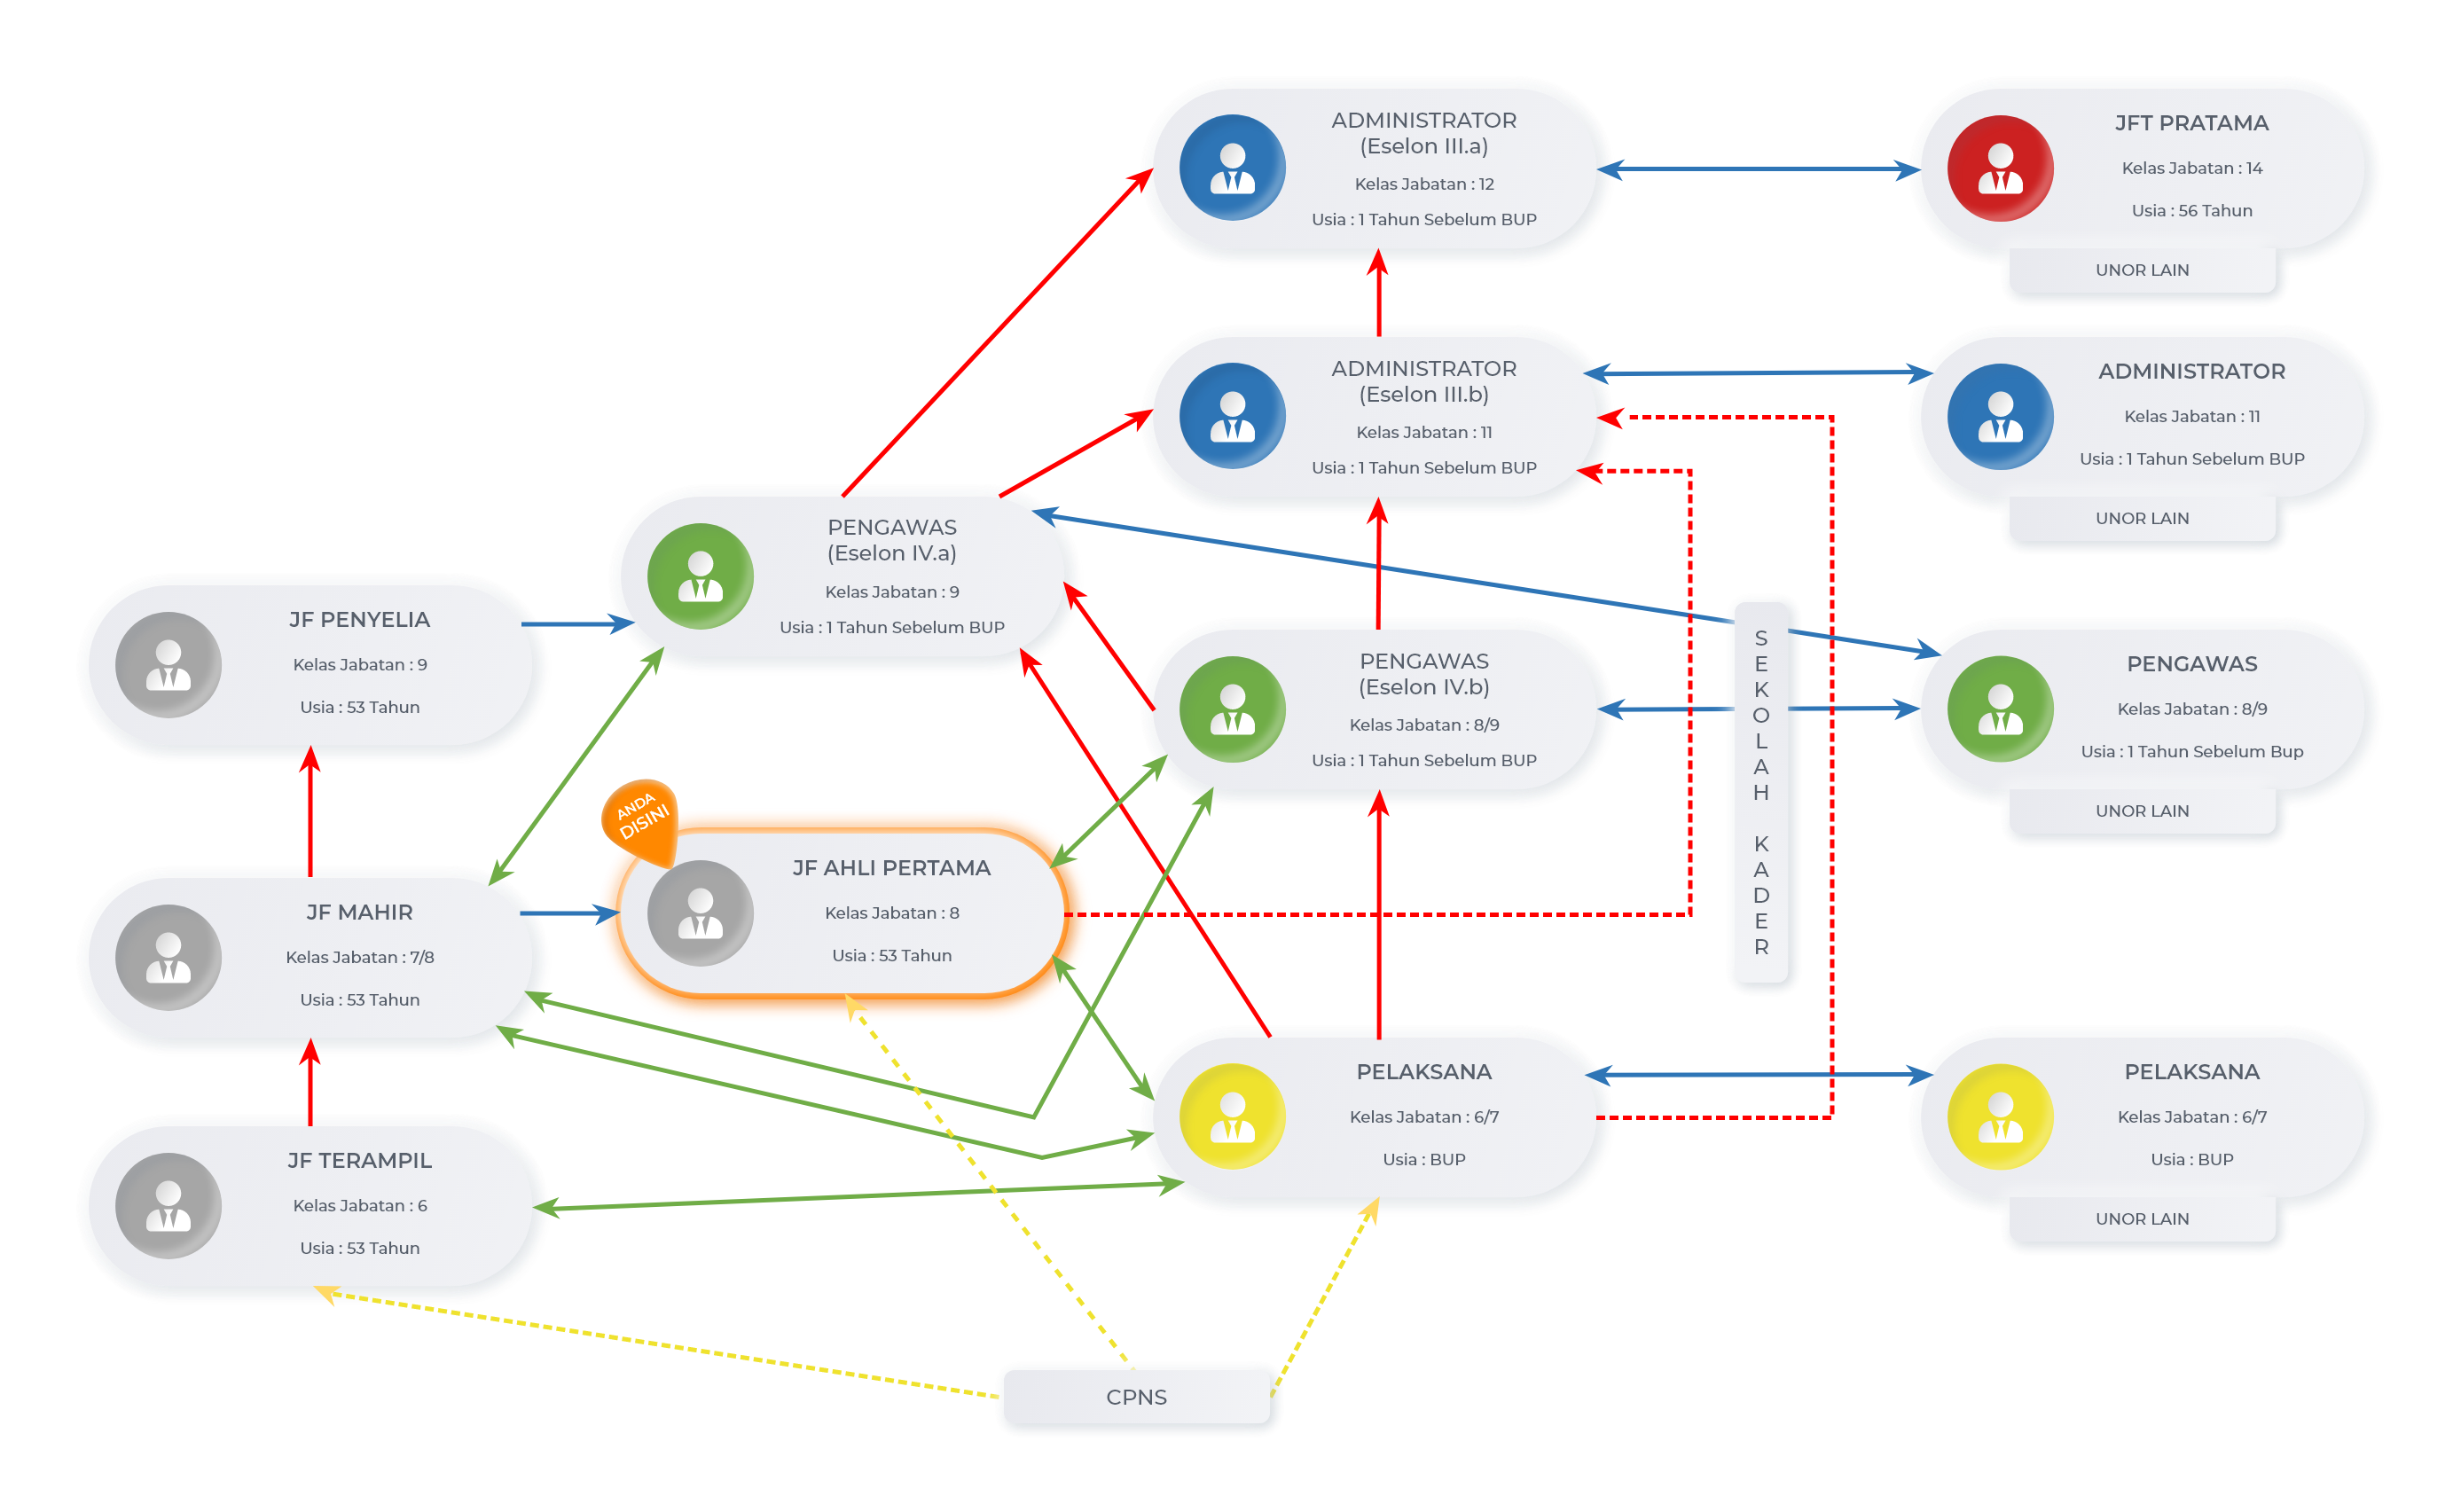 ADMINISTRATOR
(Eselon III.a)
Kelas Jabatan : 12
Usia : 1 Tahun Sebelum BUP
JFT PRATAMA
Kelas Jabatan : 14
Usia : 56 Tahun
UNOR LAIN
ADMINISTRATOR
(Eselon III.b)
Kelas Jabatan : 11
Usia : 1 Tahun Sebelum BUP
ADMINISTRATOR
Kelas Jabatan : 11
Usia : 1 Tahun Sebelum BUP
UNOR LAIN
PENGAWAS
(Eselon IV.a)
Kelas Jabatan : 9
Usia : 1 Tahun Sebelum BUP
JF PENYELIA
Kelas Jabatan : 9
Usia : 53 Tahun
PENGAWAS
(Eselon IV.b)
Kelas Jabatan : 8/9
Usia : 1 Tahun Sebelum BUP
SEKOLAH KADER
PENGAWAS
Kelas Jabatan : 8/9
Usia : 1 Tahun Sebelum Bup
UNOR LAIN
ANDA
DISINI
JF AHLI PERTAMA
Kelas Jabatan : 8
Usia : 53 Tahun
JF MAHIR
Kelas Jabatan : 7/8
Usia : 53 Tahun
PELAKSANA
Kelas Jabatan : 6/7
Usia : BUP
PELAKSANA
Kelas Jabatan : 6/7
Usia : BUP
UNOR LAIN
JF TERAMPIL
Kelas Jabatan : 6
Usia : 53 Tahun
CPNS